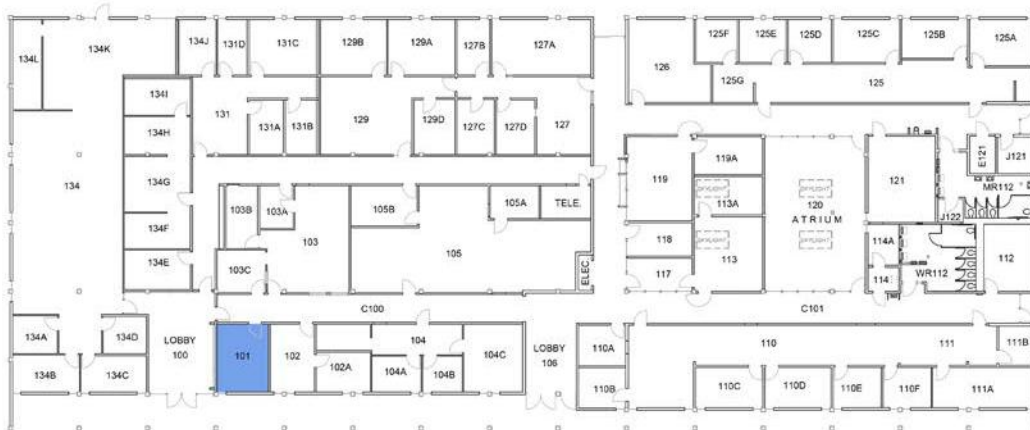 134L
134K
134J
131D
131C
129B
129A
127B
127A
125F
125E
125D
125C
125B
125A
126
125G
125
134I
131
131A
131B
129
129D
127C
127D
127
134H
134
134G
134F
134E
119
119A
113A
120
ATRIUM
121
E121
J121
MR112
J122
103B
103A
103
103C
105B
105
105A
TELE.
ELEC.
118
117
113
114A
114
WR112
112
C100
C101
134A
134D
134B
134C
LOBBY
100
101
102
102A
104
104A
104B
104C
LOBBY
106
110A
110B
110
111
111B
110C
110D
110E
110F
111A